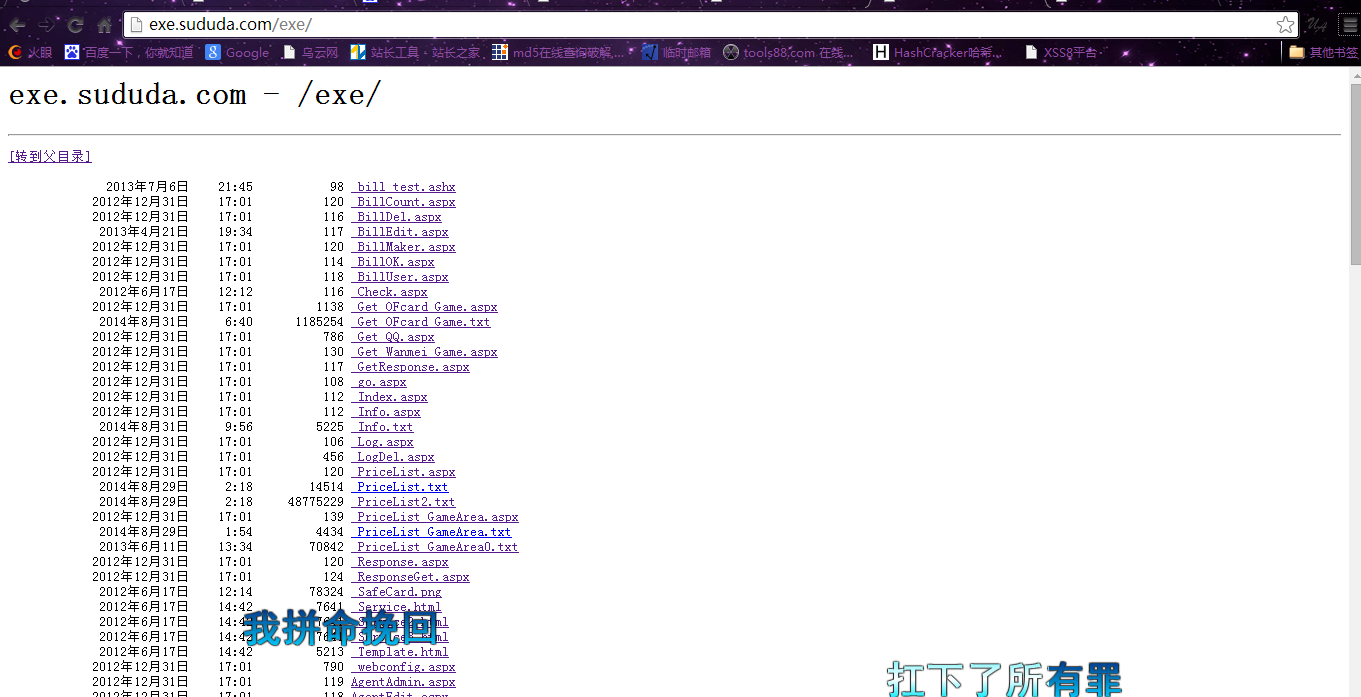 exe.sududa.com/exe/
火眼 百度一下，你就知道 Google 乌云网 站长工具 - 站长之家 md5在线查询破解,... 临时邮箱 tools88.com 在线... HashCracker哈希... XSS8平台· 其他书签
exe.sududa.com - /exe/
[转到父目录]
2013年7月6日 21:45 98 _bill_test.ashx
2012年12月31日 17:01 120 _BillCount.aspx
2012年12月31日 17:01 116 _BillDel.aspx
2013年4月21日 19:34 117 _BillEdit.aspx
2012年12月31日 17:01 120 _BillMaker.aspx
2012年12月31日 17:01 114 _BillOK.aspx
2012年12月31日 17:01 118 _BillUser.aspx
2012年6月17日 12:12 116 _Check.aspx
2012年12月31日 17:01 1138 _Get_OFcard_Game.aspx
2014年8月31日 6:40 1185254 _Get_OFcard_Game.txt
2012年12月31日 17:01 786 _Get_QQ.aspx
2012年12月31日 17:01 130 _Get_Wanmei_Game.aspx
2012年12月31日 17:01 117 _GetResponse.aspx
2012年12月31日 17:01 108 _go.aspx
2012年12月31日 17:01 112 _Index.aspx
2012年12月31日 17:01 112 _Info.aspx
2014年8月31日 9:56 5225 _Info.txt
2012年12月31日 17:01 106 _Log.aspx
2012年12月31日 17:01 456 _LogDel.aspx
2012年12月31日 17:01 120 _PriceList.aspx
2014年8月29日 2:18 14514 _PriceList.txt
2014年8月29日 2:18 48775229 _PriceList2.txt
2012年12月31日 17:01 139 _PriceList_GameArea.aspx
2014年8月29日 1:54 4434 _PriceList_GameArea.txt
2013年6月11日 13:34 70842 _PriceList_GameArea0.txt
2012年12月31日 17:01 120 _Response.aspx
2012年12月31日 17:01 124 _ResponseGet.aspx
2012年6月17日 12:14 78324 _SafeCard.png
2012年6月17日 14:42 7641 _Service.html
2012年6月17日
2012年6月17日
我拼命挽回
2012年6月17日 14:42 5213 _Template.html
2012年12月31日 17:01 790 _webconfig.aspx
2012年12月31日 17:01 119 AgentAdmin.aspx
扛下了所有罪
2012年12月31日 17:01 118 AgentEdit.aspx